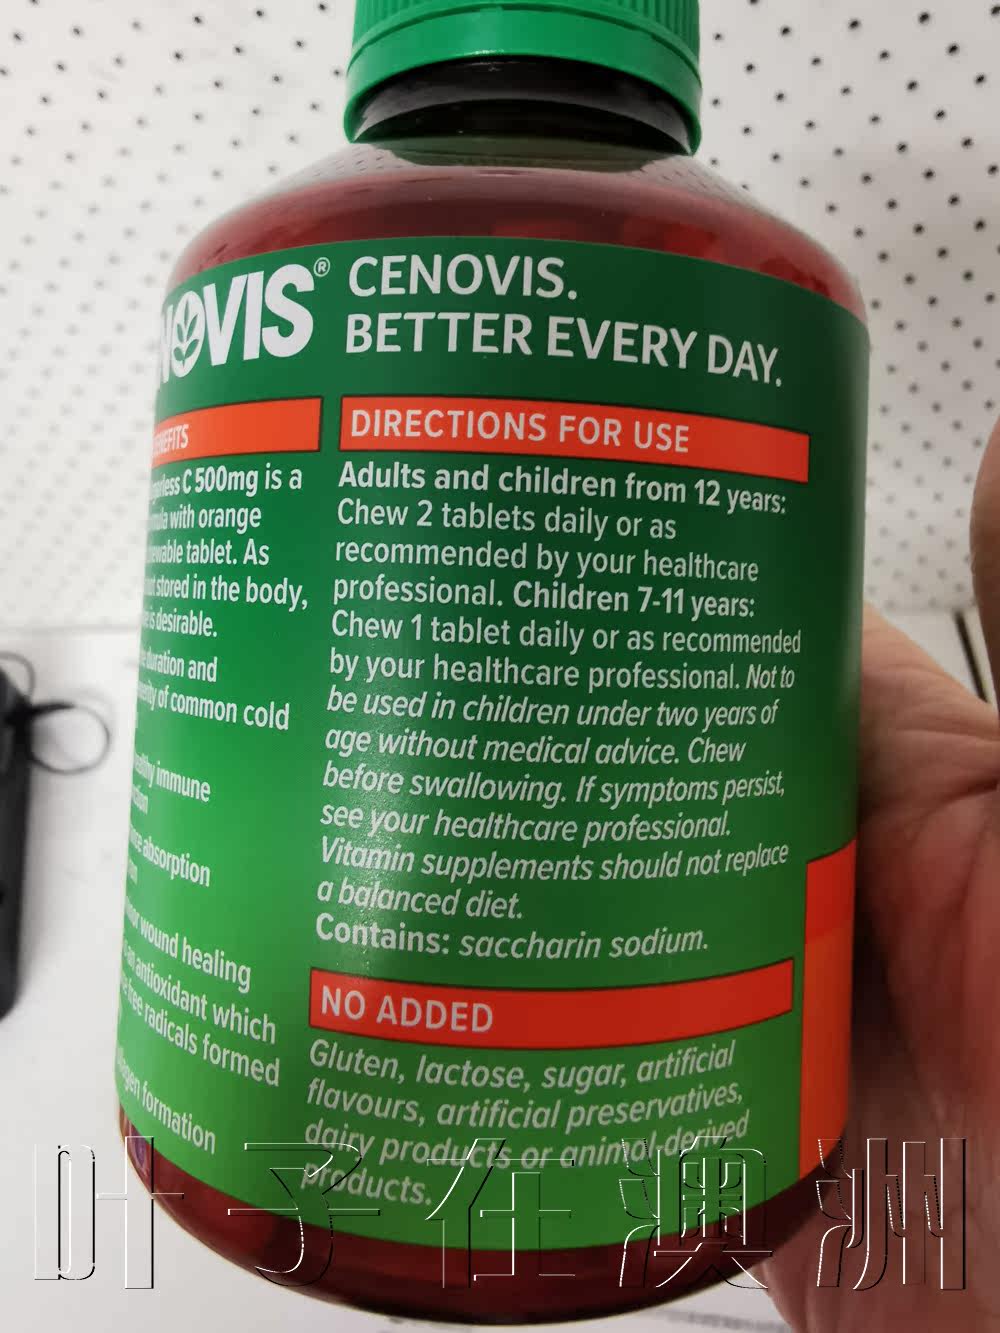 CENOVIS.
BETTER EVERY DAY.
VIS®
C 500mg is a
with orange
tablet. As
stored in the body,
is desirable.
duration and
of common cold
immune
absorption
wound healing
an antioxidant which
free radicals formed
formation
DIRECTIONS FOR USE
Adults and children from 12 years:
Chew 2 tablets daily or as
recommended by your healthcare
professional. Children 7-11 years:
Chew 1 tablet daily or as recommended
by your healthcare professional. Not to
be used in children under two years of
age without medical advice. Chew
before swallowing. If symptoms persist,
see your healthcare professional.
Vitamin supplements should not replace
a balanced diet.
Contains: saccharin sodium.
NO ADDED
Gluten, lactose, sugar, artificial
flavours, artificial preservatives,
dairy products or animal-derived
products.
叶子在澳洲